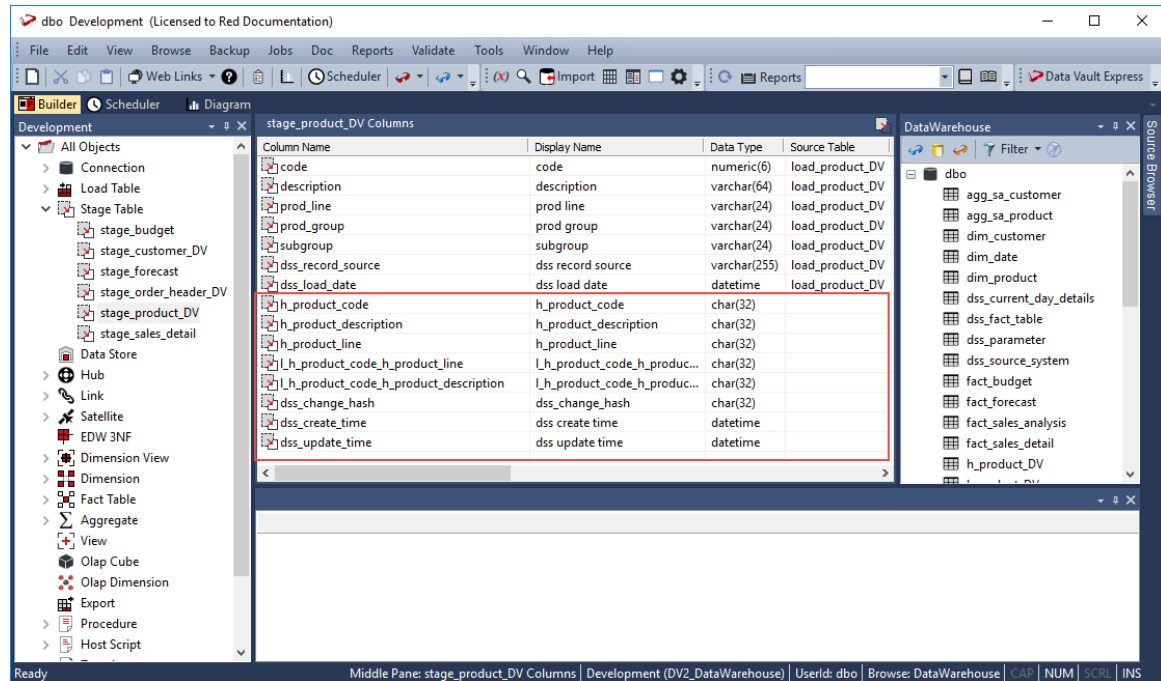 dbo Development (Licensed to Red Documentation)
File Edit View Browse Backup Jobs Doc Reports Validate Tools Window Help
Web Links Scheduler (x) Import Reports Data Vault Express
Builder Scheduler Diagram
Development
All Objects
Connection
Load Table
Stage Table
stage_budget
stage_customer_DV
stage_forecast
stage_order_header_DV
stage_product_DV
stage_sales_detail
Data Store
Hub
Link
Satellite
EDW 3NF
Dimension View
Dimension
Fact Table
Aggregate
View
Olap Cube
Olap Dimension
Export
Procedure
Host Script
stage_product_DV Columns
Column Name Display Name Data Type Source Table
code code numeric(6) load_product_DV
description description varchar(64) load_product_DV
prod_line prod line varchar(24) load_product_DV
prod_group prod group varchar(24) load_product_DV
subgroup subgroup varchar(24) load_product_DV
dss_record_source dss record source varchar(255) load_product_DV
dss_load_date dss load date datetime load_product_DV
h_product_code h_product_code char(32)
h_product_description h_product_description char(32)
h_product_line h_product_line char(32)
l_h_product_code_h_product_line l_h_product_code_h_produc... char(32)
l_h_product_code_h_product_description l_h_product_code_h_produc... char(32)
dss_change_hash dss_change_hash char(32)
dss_create_time dss create time datetime
dss_update_time dss update time datetime
DataWarehouse
Filter
dbo
agg_sa_customer
agg_sa_product
dim_customer
dim_date
dim_product
dss_current_day_details
dss_fact_table
dss_parameter
dss_source_system
fact_budget
fact_forecast
fact_sales_analysis
fact_sales_detail
h_product_DV
Source Browser
Ready Middle Pane: stage_product_DV Columns Development (DV2_DataWarehouse) UserId: dbo Browse: DataWarehouse CAP NUM SCRL INS